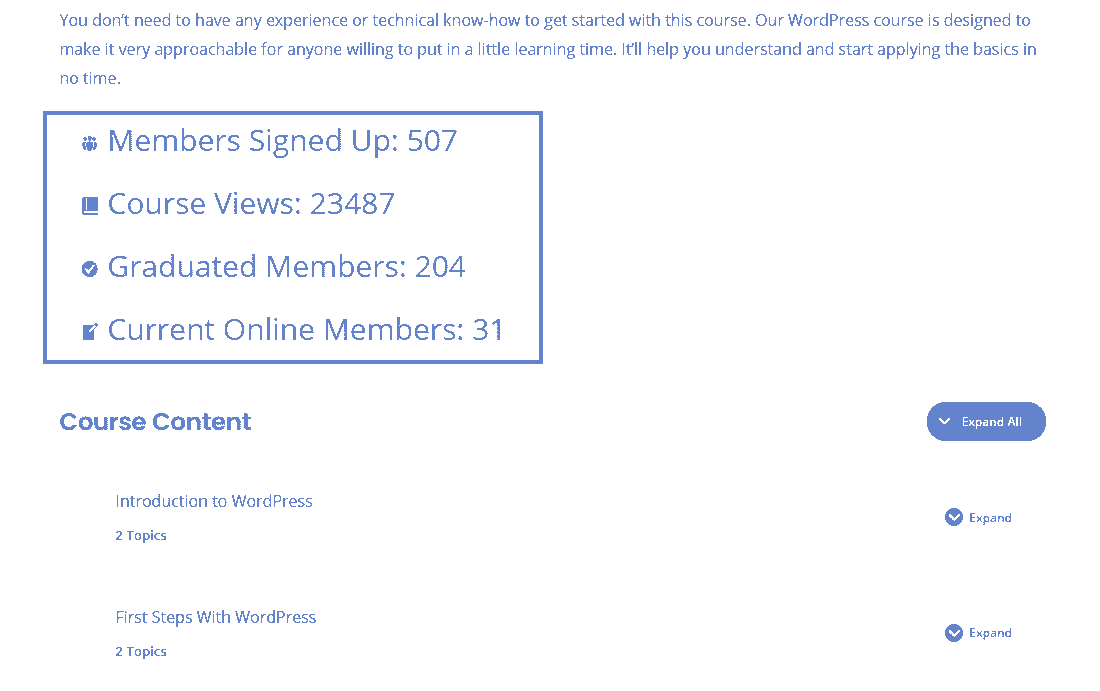 You don’t need to have any experience or technical know-how to get started with this course. Our WordPress course is designed to
make it very approachable for anyone willing to put in a little learning time. It’ll help you understand and start applying the basics in
no time.
Members Signed Up: 507
Course Views: 23487
Graduated Members: 204
Current Online Members: 31
Course Content
Expand All
Introduction to WordPress
Expand
2 Topics
First Steps With WordPress
Expand
2 Topics